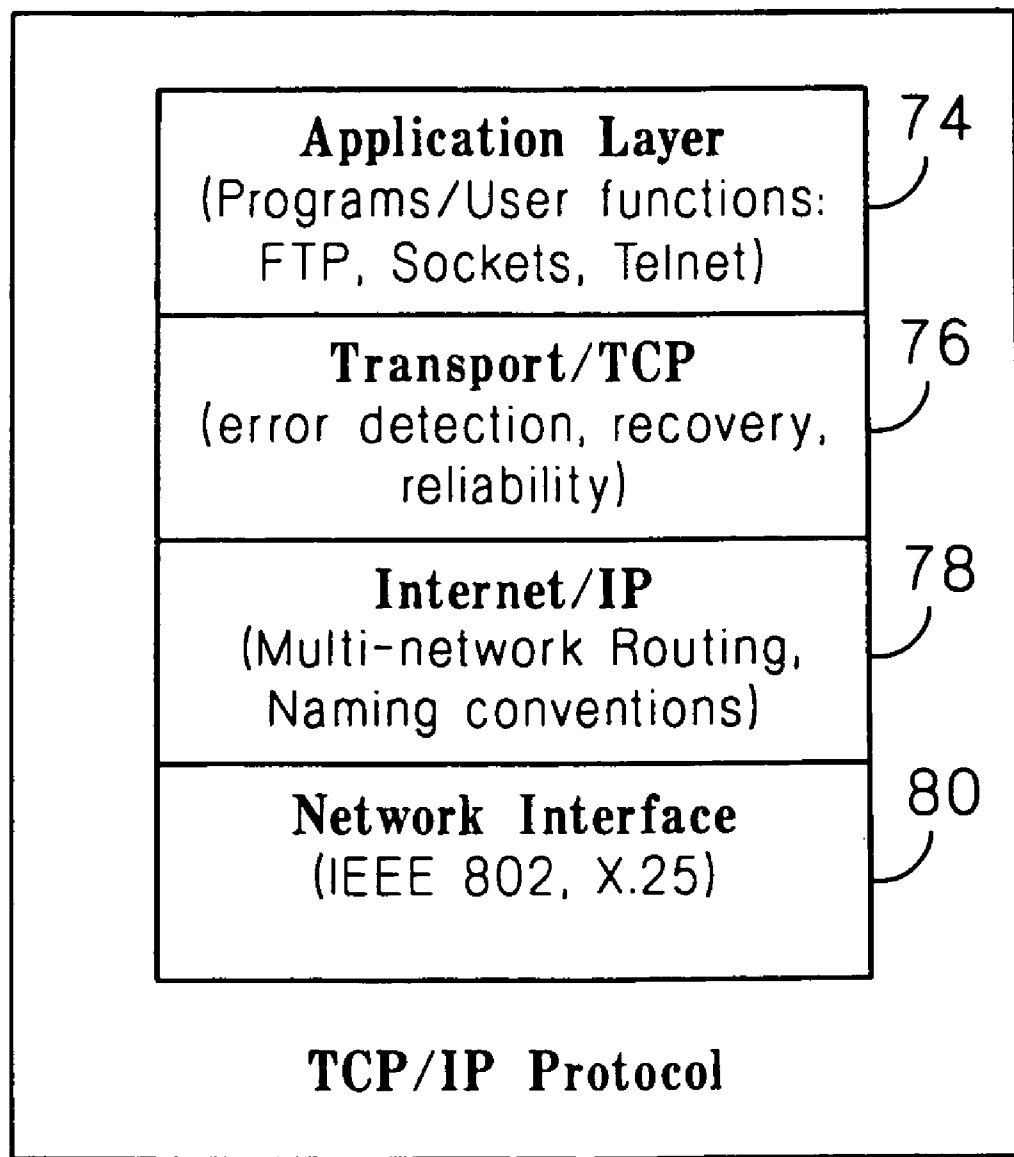 Application Layer
(Programs/User functions:
FTP, Sockets, Telnet)
74
Transport/TCP
(error detection, recovery,
reliability)
76
Internet/IP
(Multi-network Routing,
Naming conventions)
78
Network Interface
(IEEE 802, X.25)
80
TCP/IP Protocol